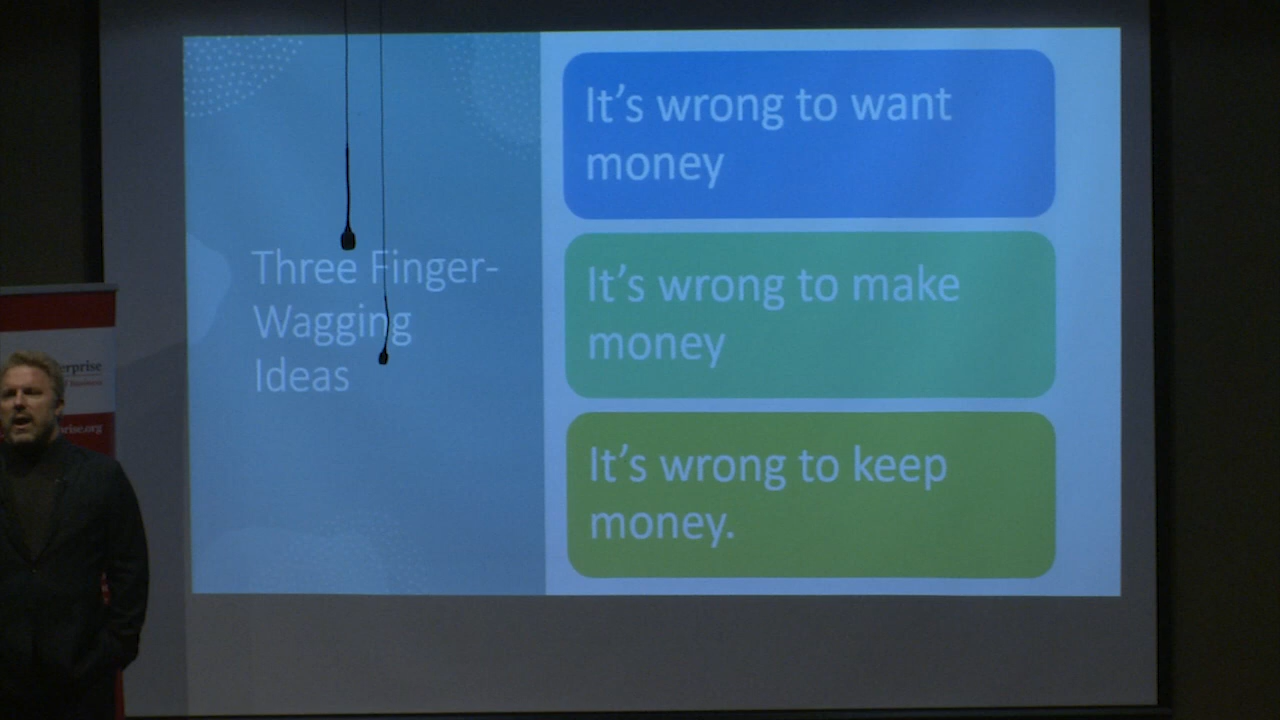 It's wrong to want
money
Three Finger-
Wagging
Ideas
It's wrong to make
money
It's wrong to keep
money.
erprise